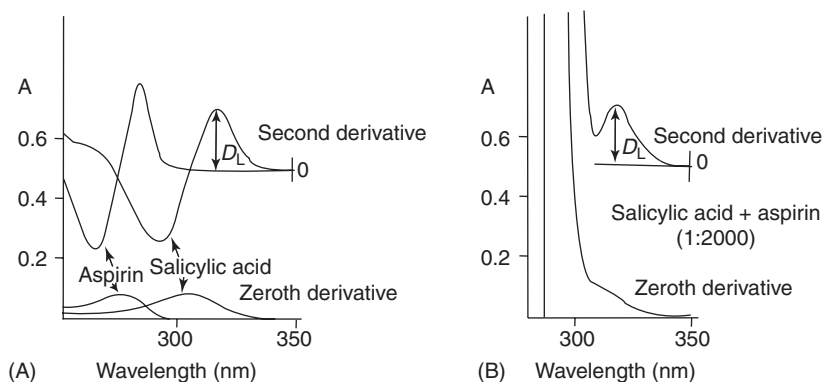 A
0.6
0.4
0.2
Second derivative
D_L
0
Aspirin
Salicylic acid
Zeroth derivative
300
350
(A)
Wavelength (nm)
A
0.6
0.4
0.2
Second derivative
D_L
0
Salicylic acid + aspirin
(1:2000)
Zeroth derivative
300
350
(B)
Wavelength (nm)